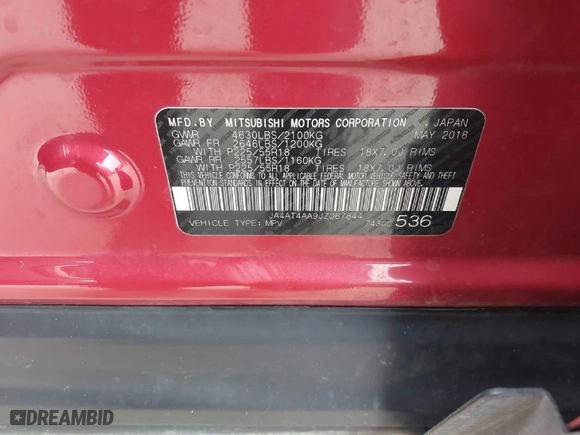 MFD.BY MITSUBISHI MOTORS CORPORATION IN JAPAN
GVWR 4630LBS/2100KG MAY 2018
GAWR FR 2646LBS/1200KG
WITH P225/55R18 TIRES 18X7.0J RIMS
GAWR RR 2557LBS/1160KG
WITH P225/55R18 TIRES 18X7.0J RIMS
THIS VEHICLE CONFORMS TO ALL APPLICABLE FEDERAL MOTOR VEHICLE SAFETY AND THEFT
PREVENTION STANDARDS IN EFFECT ON THE DATE OF MANUFACTURE SHOWN ABOVE.
JA4AT4AA9JZ067844
VEHICLE TYPE: MPV 536
DREAMBID